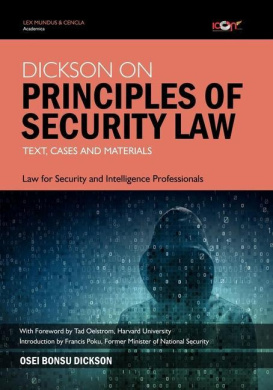 LEX MUNDUS & CENCLA
Academics
DICKSON ON
PRINCIPLES OF
SECURITY LAW
TEXT, CASES AND MATERIALS
Law for Security and Intelligence Professionals
With Foreword by Tad Oelstrom, Harvard University
Introduction by Francis Poku, Former Minister of National Security
OSEI BONSU DICKSON